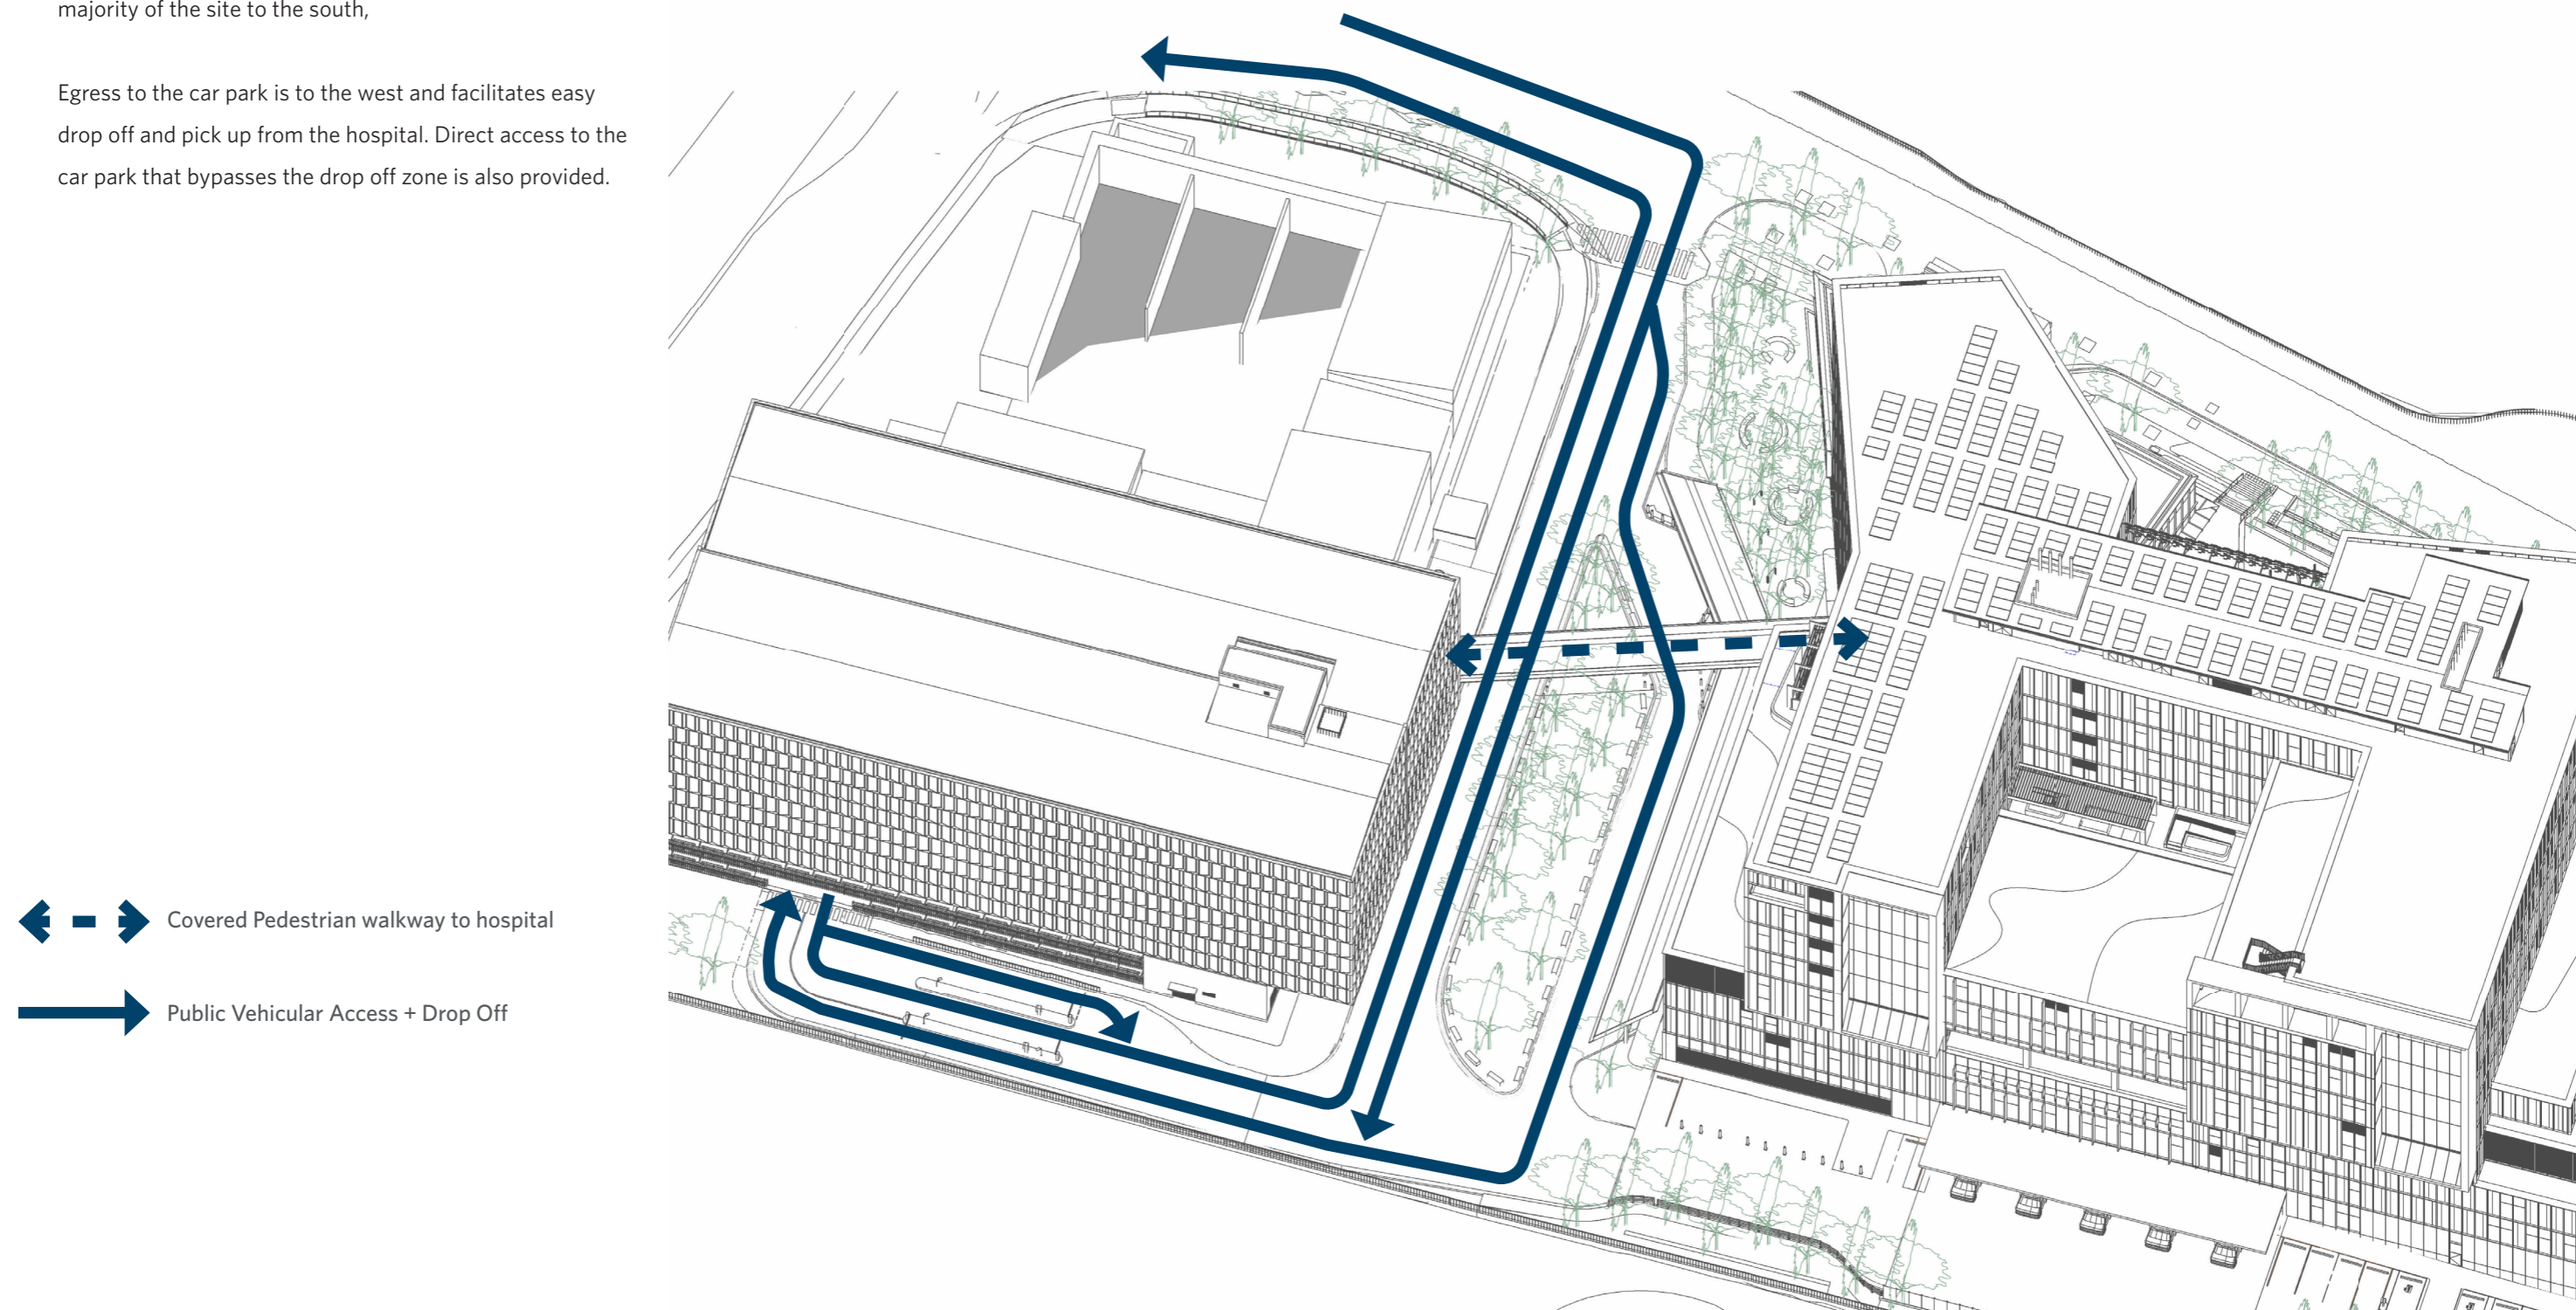 majority of the site to the south,
Egress to the car park is to the west and facilitates easy
drop off and pick up from the hospital. Direct access to the
car park that bypasses the drop off zone is also provided.
Covered Pedestrian walkway to hospital
Public Vehicular Access + Drop Off